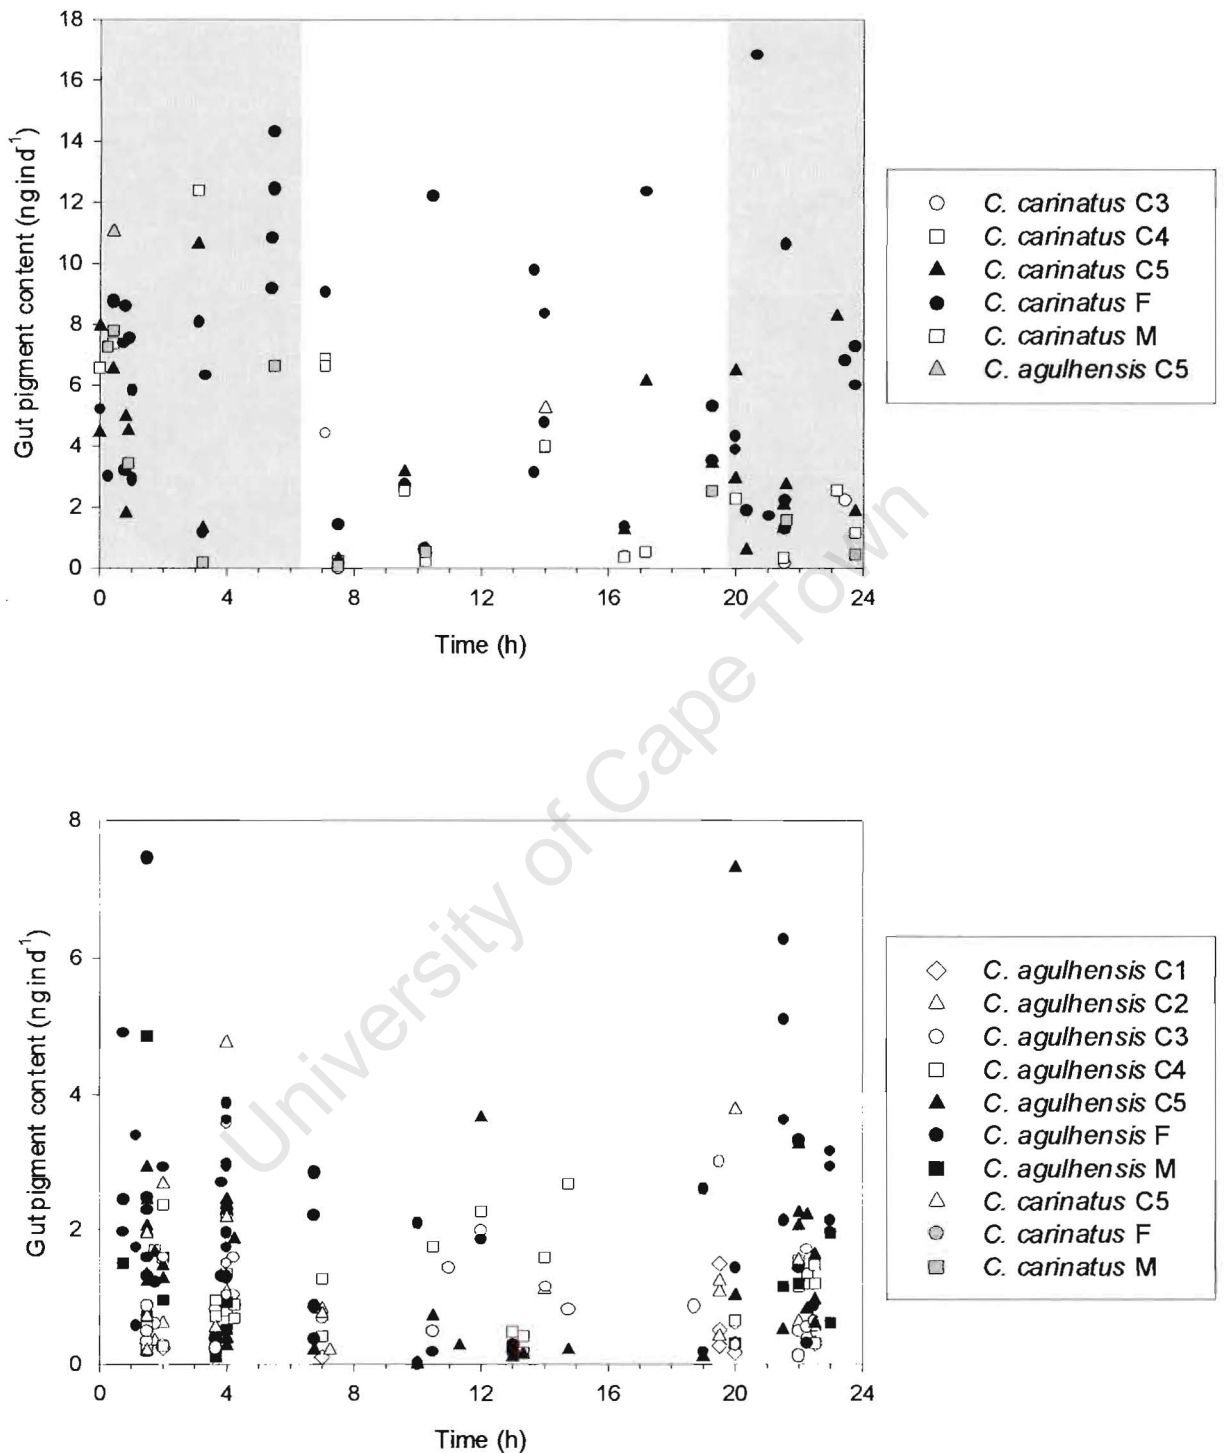 18
16
14
12
10
8
6
4
2
0
Gut pigment content (ng ind-1)
0 4 8 12 16 20 24
Time (h)
C. carinatus C3
C. carinatus C4
C. carinatus C5
C. carinatus F
C. carinatus M
C. agulhensis C5
University of Cape Town
8
6
4
2
0
Gut pigment content (ng ind-1)
0 4 8 12 16 20 24
Time (h)
C. agulhensis C1
C. agulhensis C2
C. agulhensis C3
C. agulhensis C4
C. agulhensis C5
C. agulhensis F
C. agulhensis M
C. carinatus C5
C. carinatus F
C. carinatus M